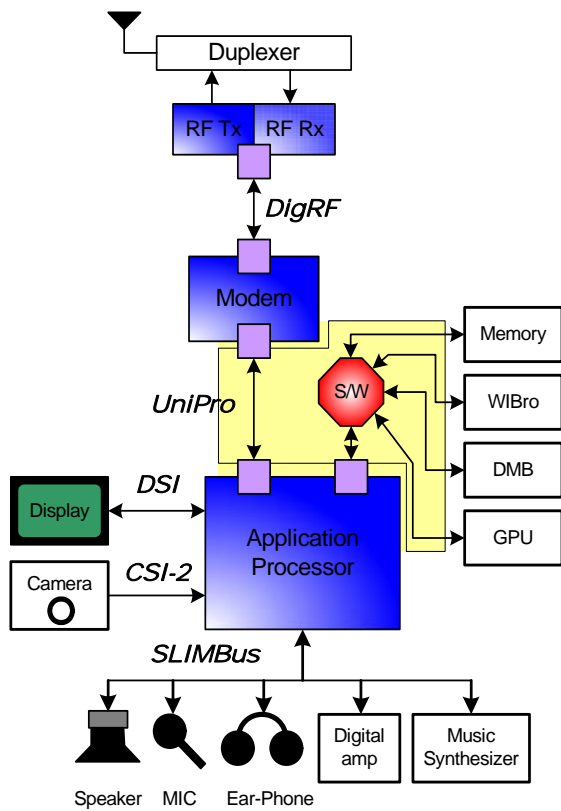 Duplexer
RF Tx
RF Rx
DigRF
Modem
Memory
S/W
WIBro
UniPro
DMB
DSI
Display
GPU
Application
Processor
CSI-2
Camera
SLIMBus
Digital
amp
Music
Synthesizer
Speaker
MIC
Ear-Phone